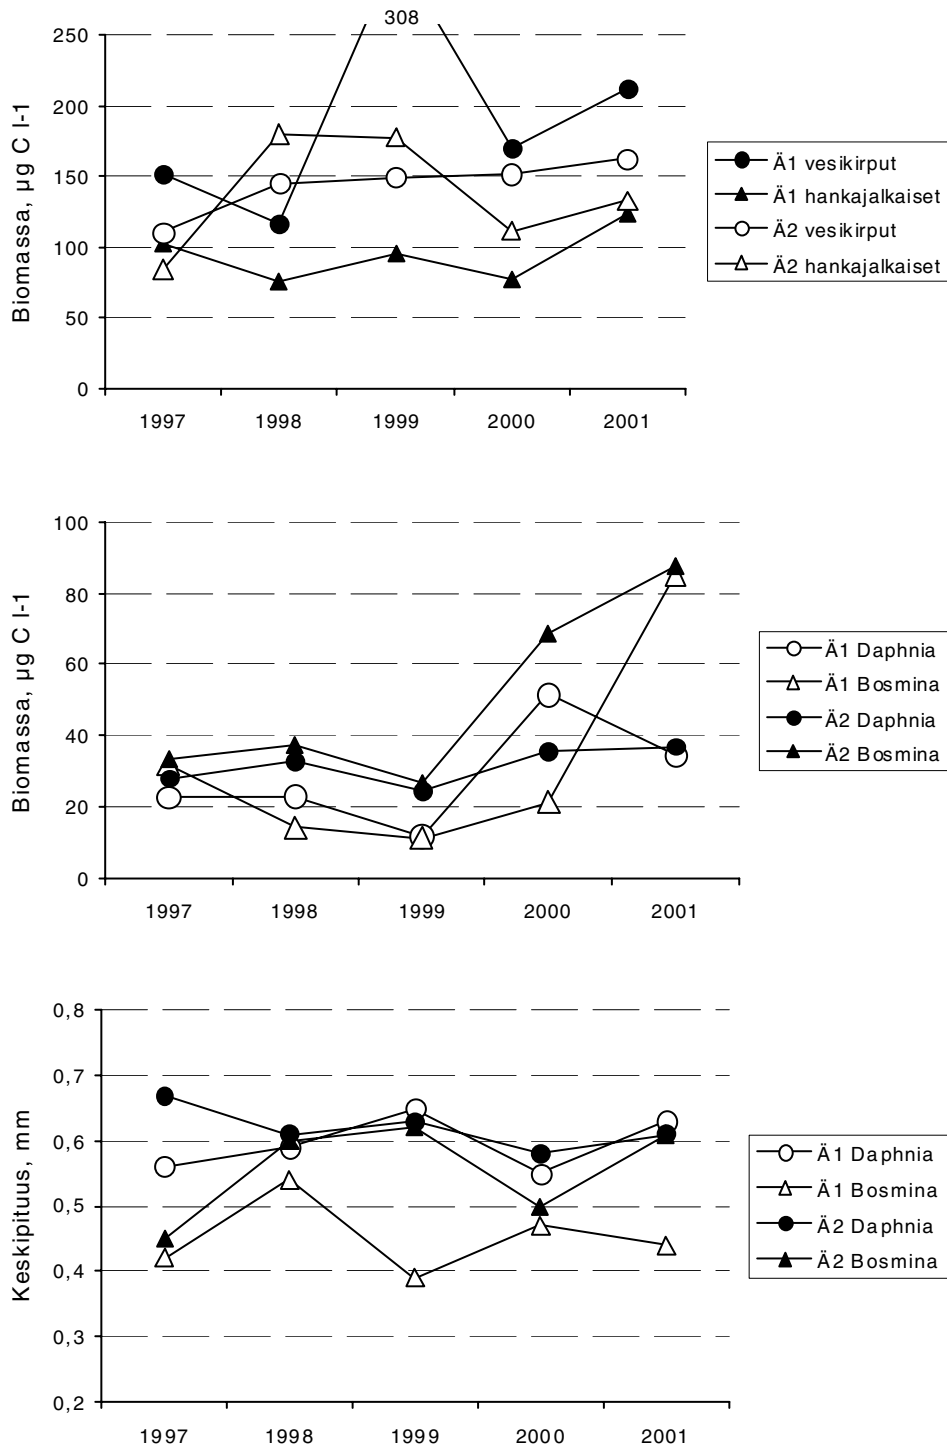 308
250
200
150
100
50
0
Biomassa, µg C l-1
1997 1998 1999 2000 2001
Ä1 vesikirput
Ä1 hankajalkaiset
Ä2 vesikirput
Ä2 hankajalkaiset
100
80
60
40
20
0
Biomassa, µg C l-1
1997 1998 1999 2000 2001
Ä1 Daphnia
Ä1 Bosmina
Ä2 Daphnia
Ä2 Bosmina
0,8
0,7
0,6
0,5
0,4
0,3
0,2
Keskipituus, mm
1997 1998 1999 2000 2001
Ä1 Daphnia
Ä1 Bosmina
Ä2 Daphnia
Ä2 Bosmina